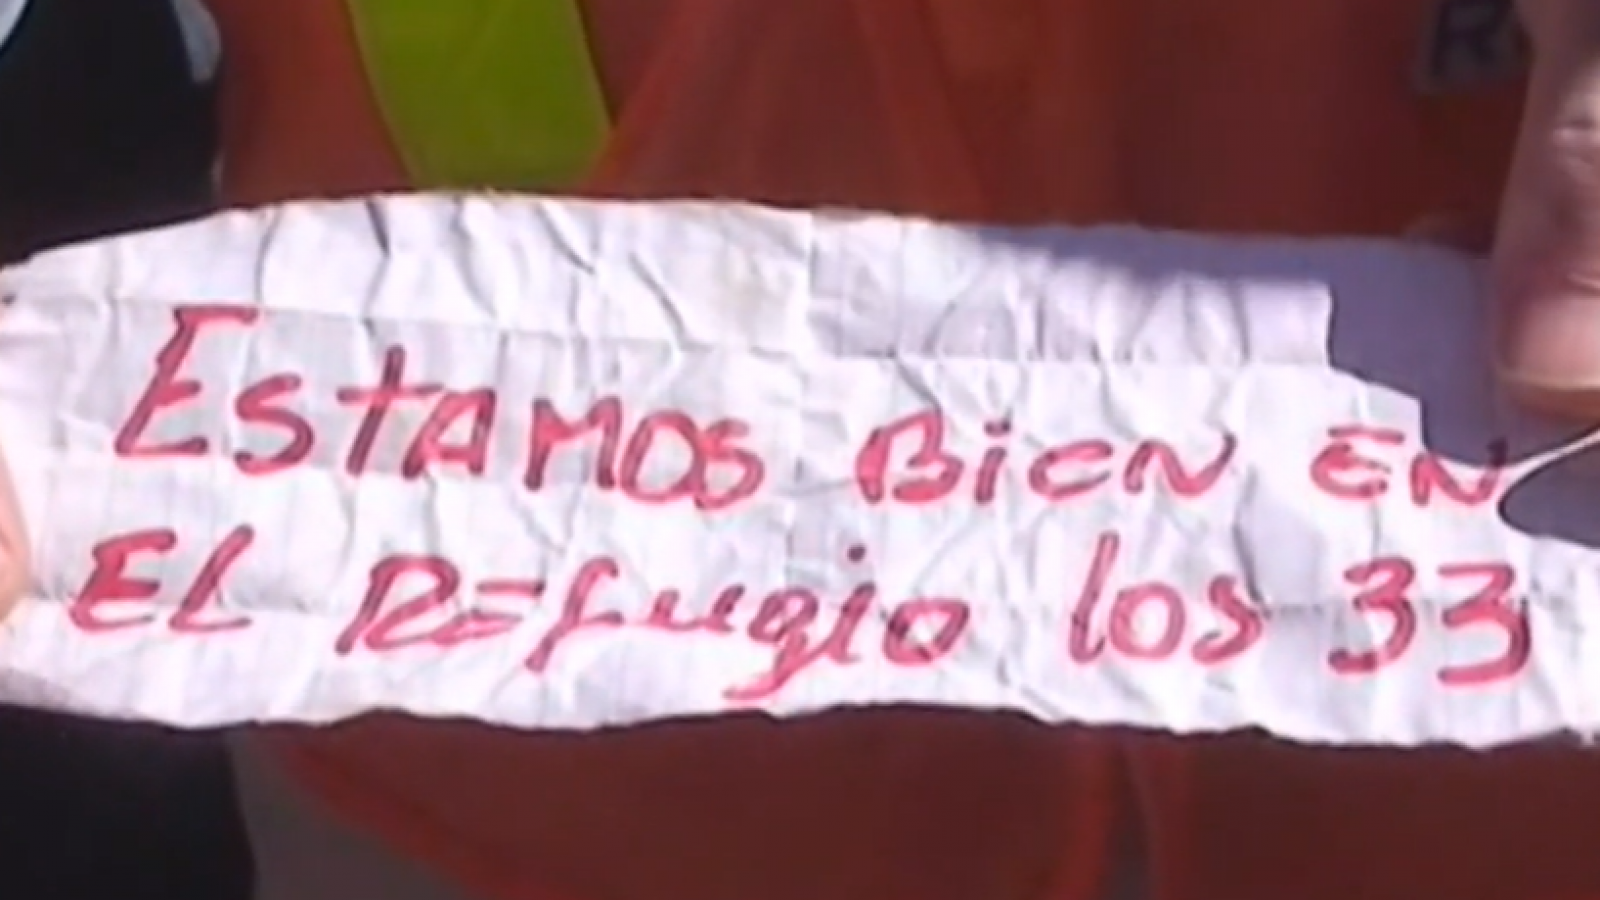 EstAMOS BiEN EN
EL REfugio los 33